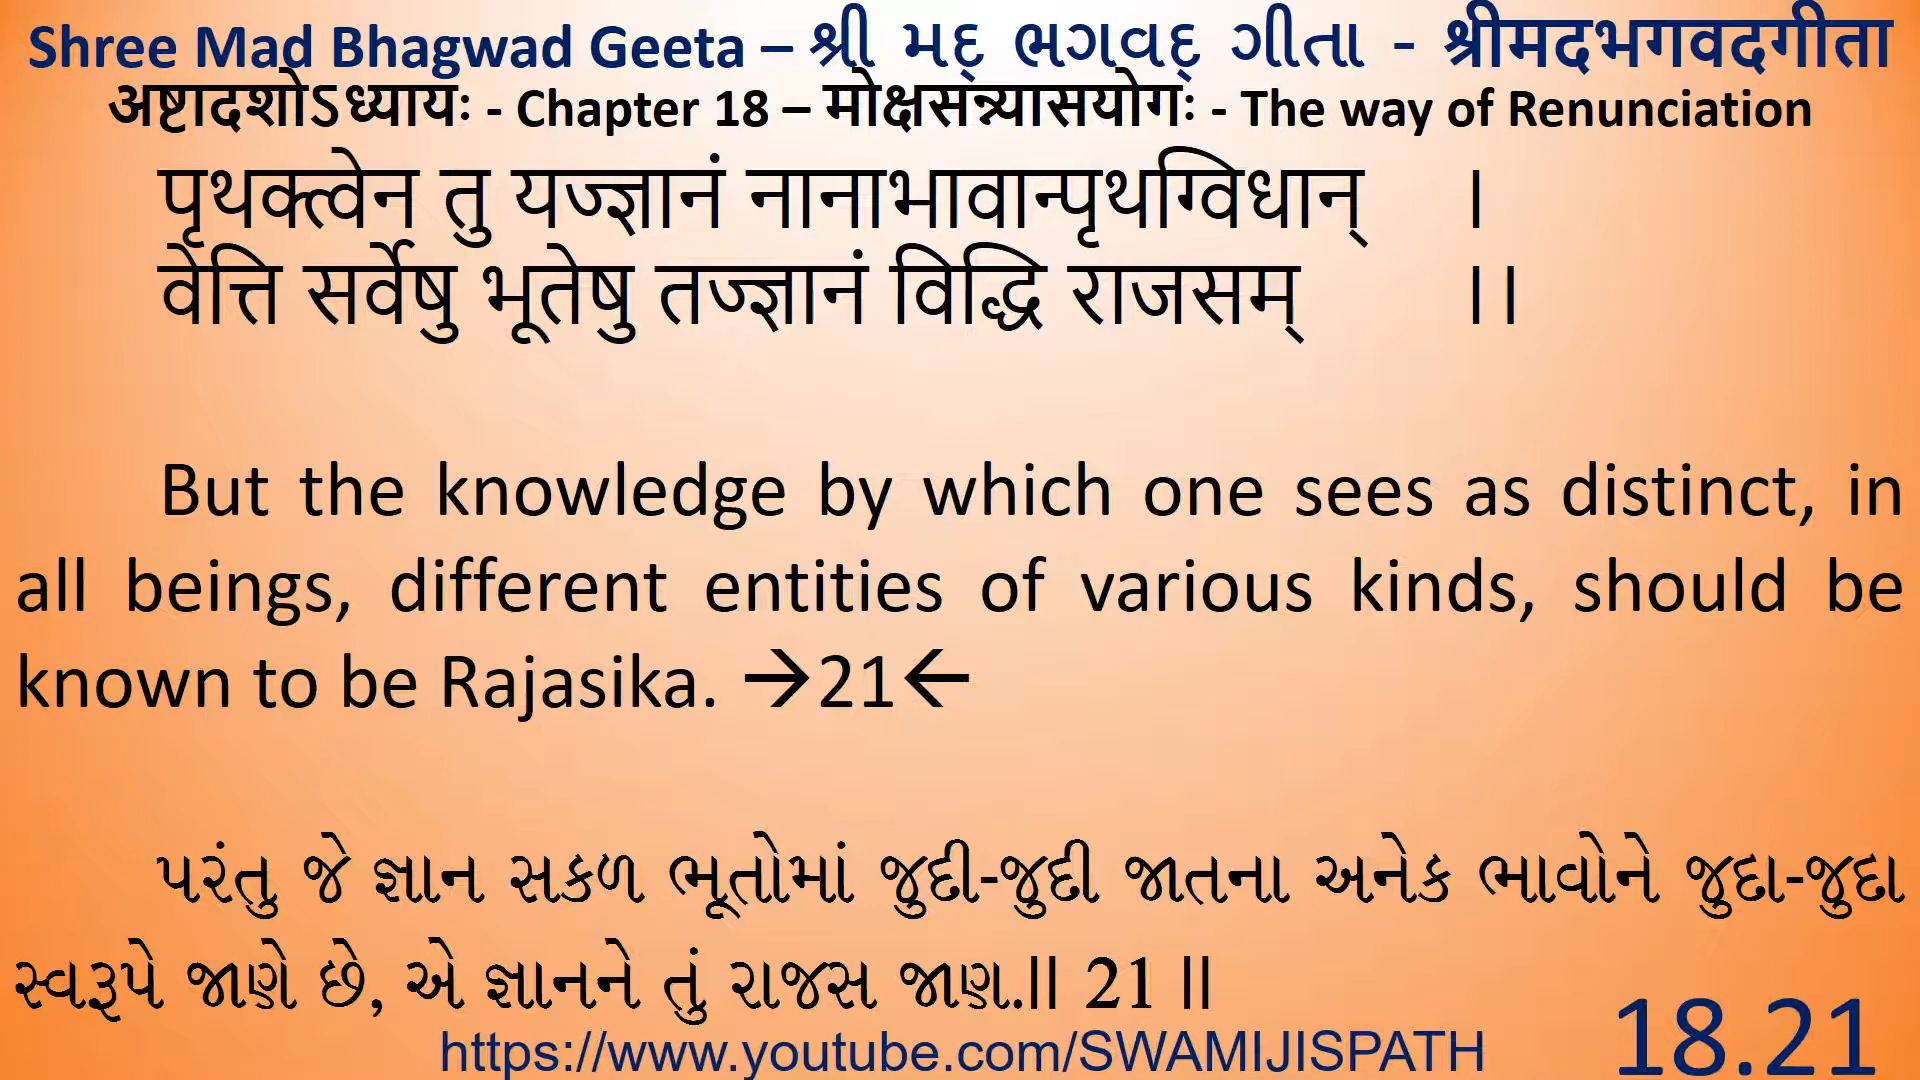 Shree Mad Bhagwad Geeta – શ્રી મદ્ ભગવદ્ ગીતા - श्रीमदभगवदगीता
अष्टादशोऽध्यायः - Chapter 18 – मोक्षसंन्यासयोगः - The way of Renunciation
पृथक्त्वेन तु यज्ज्ञानं नानाभावान्पृथग्विधान् ।
वेत्ति सर्वेषु भूतेषु तज्ज्ञानं विद्धि राजसम् ।।
But the knowledge by which one sees as distinct, in
all beings, different entities of various kinds, should be
known to be Rajasika. →21←
પરંતુ જે જ્ઞાન સકળ ભૂતોમાં જુદી-જુદી જાતના અનેક ભાવોને જુદા-જુદા
સ્વરૂપે જાણે છે, એ જ્ઞાનને તું રાજસ જાણ.॥ 21 ॥
https://www.youtube.com/SWAMIJISPATH
18.21